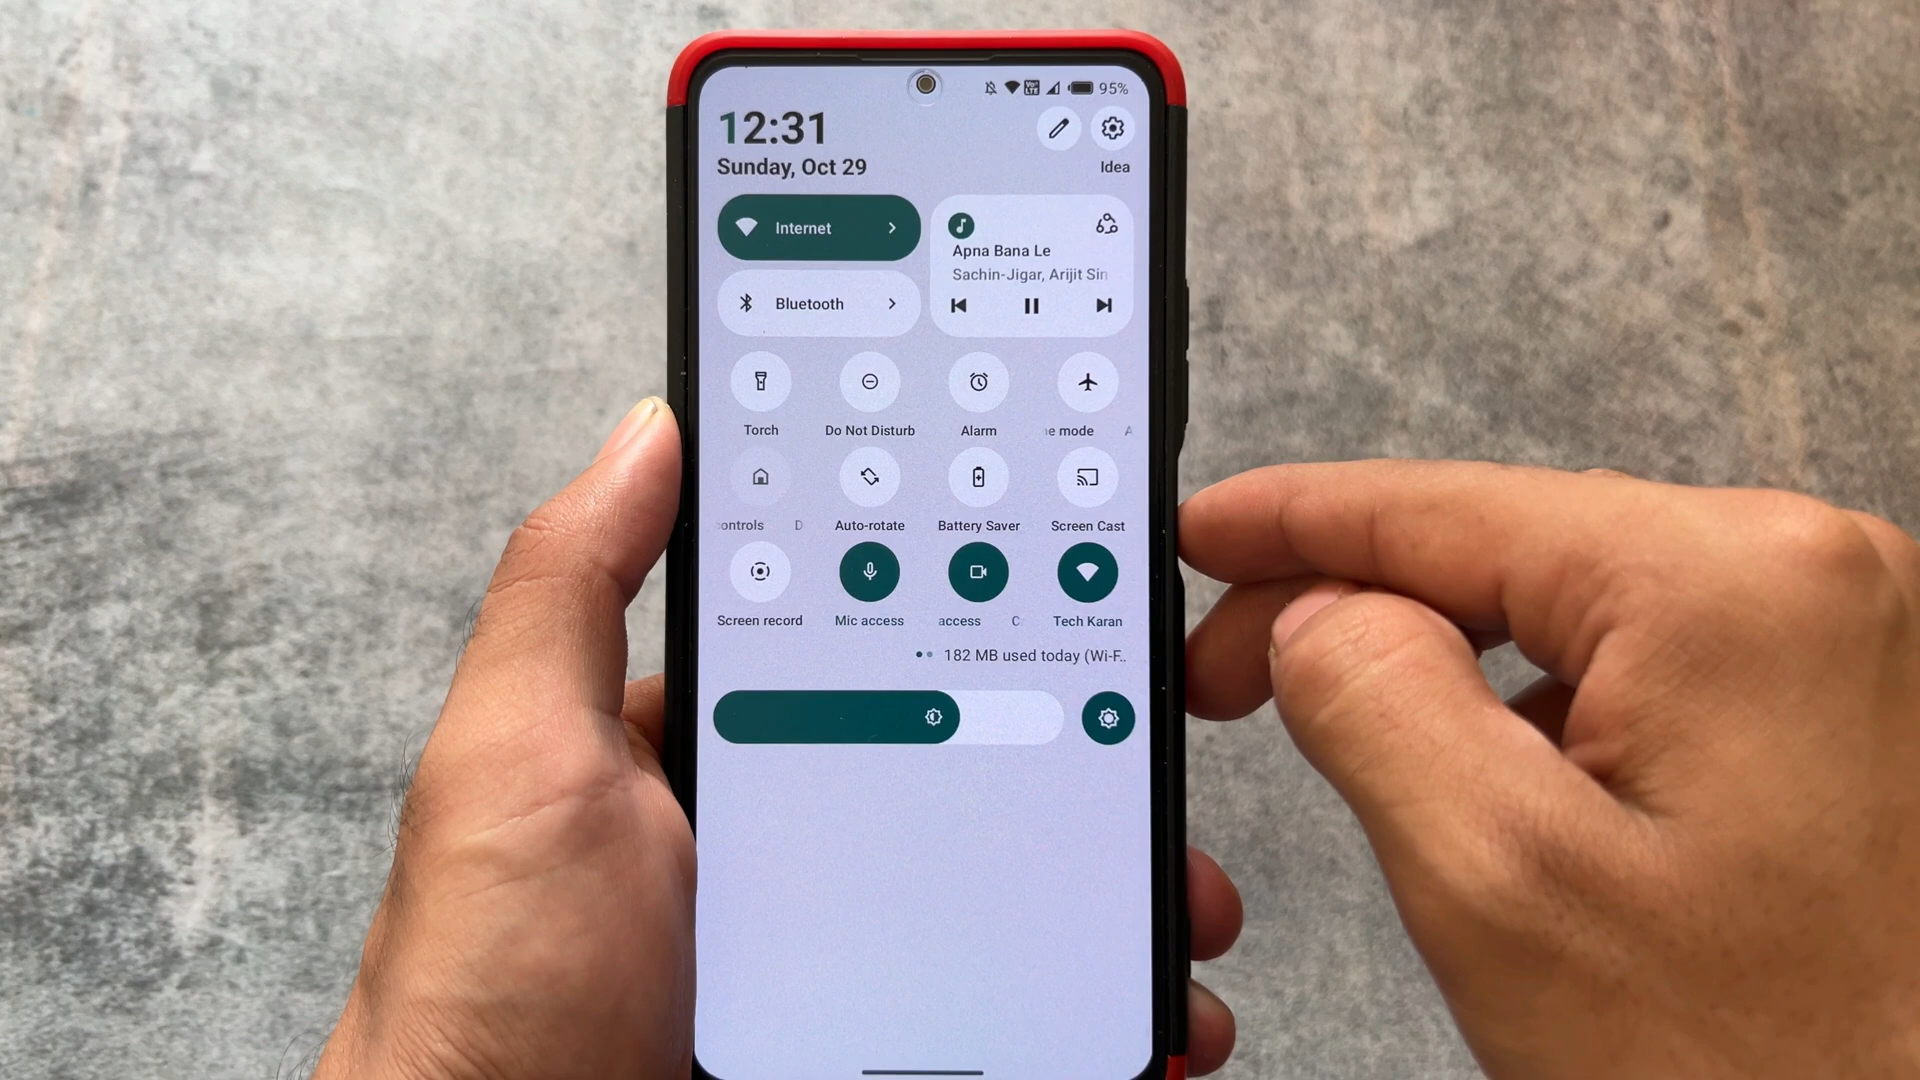 95%
12:31
Sunday, Oct 29
Idea
Internet
Apna Bana Le
Sachin-Jigar, Arijit Sin
Bluetooth
Torch
Do Not Disturb
Alarm
e mode A
ontrols D
Auto-rotate
Battery Saver
Screen Cast
Screen record
Mic access
access C
Tech Karan
182 MB used today (Wi-F..